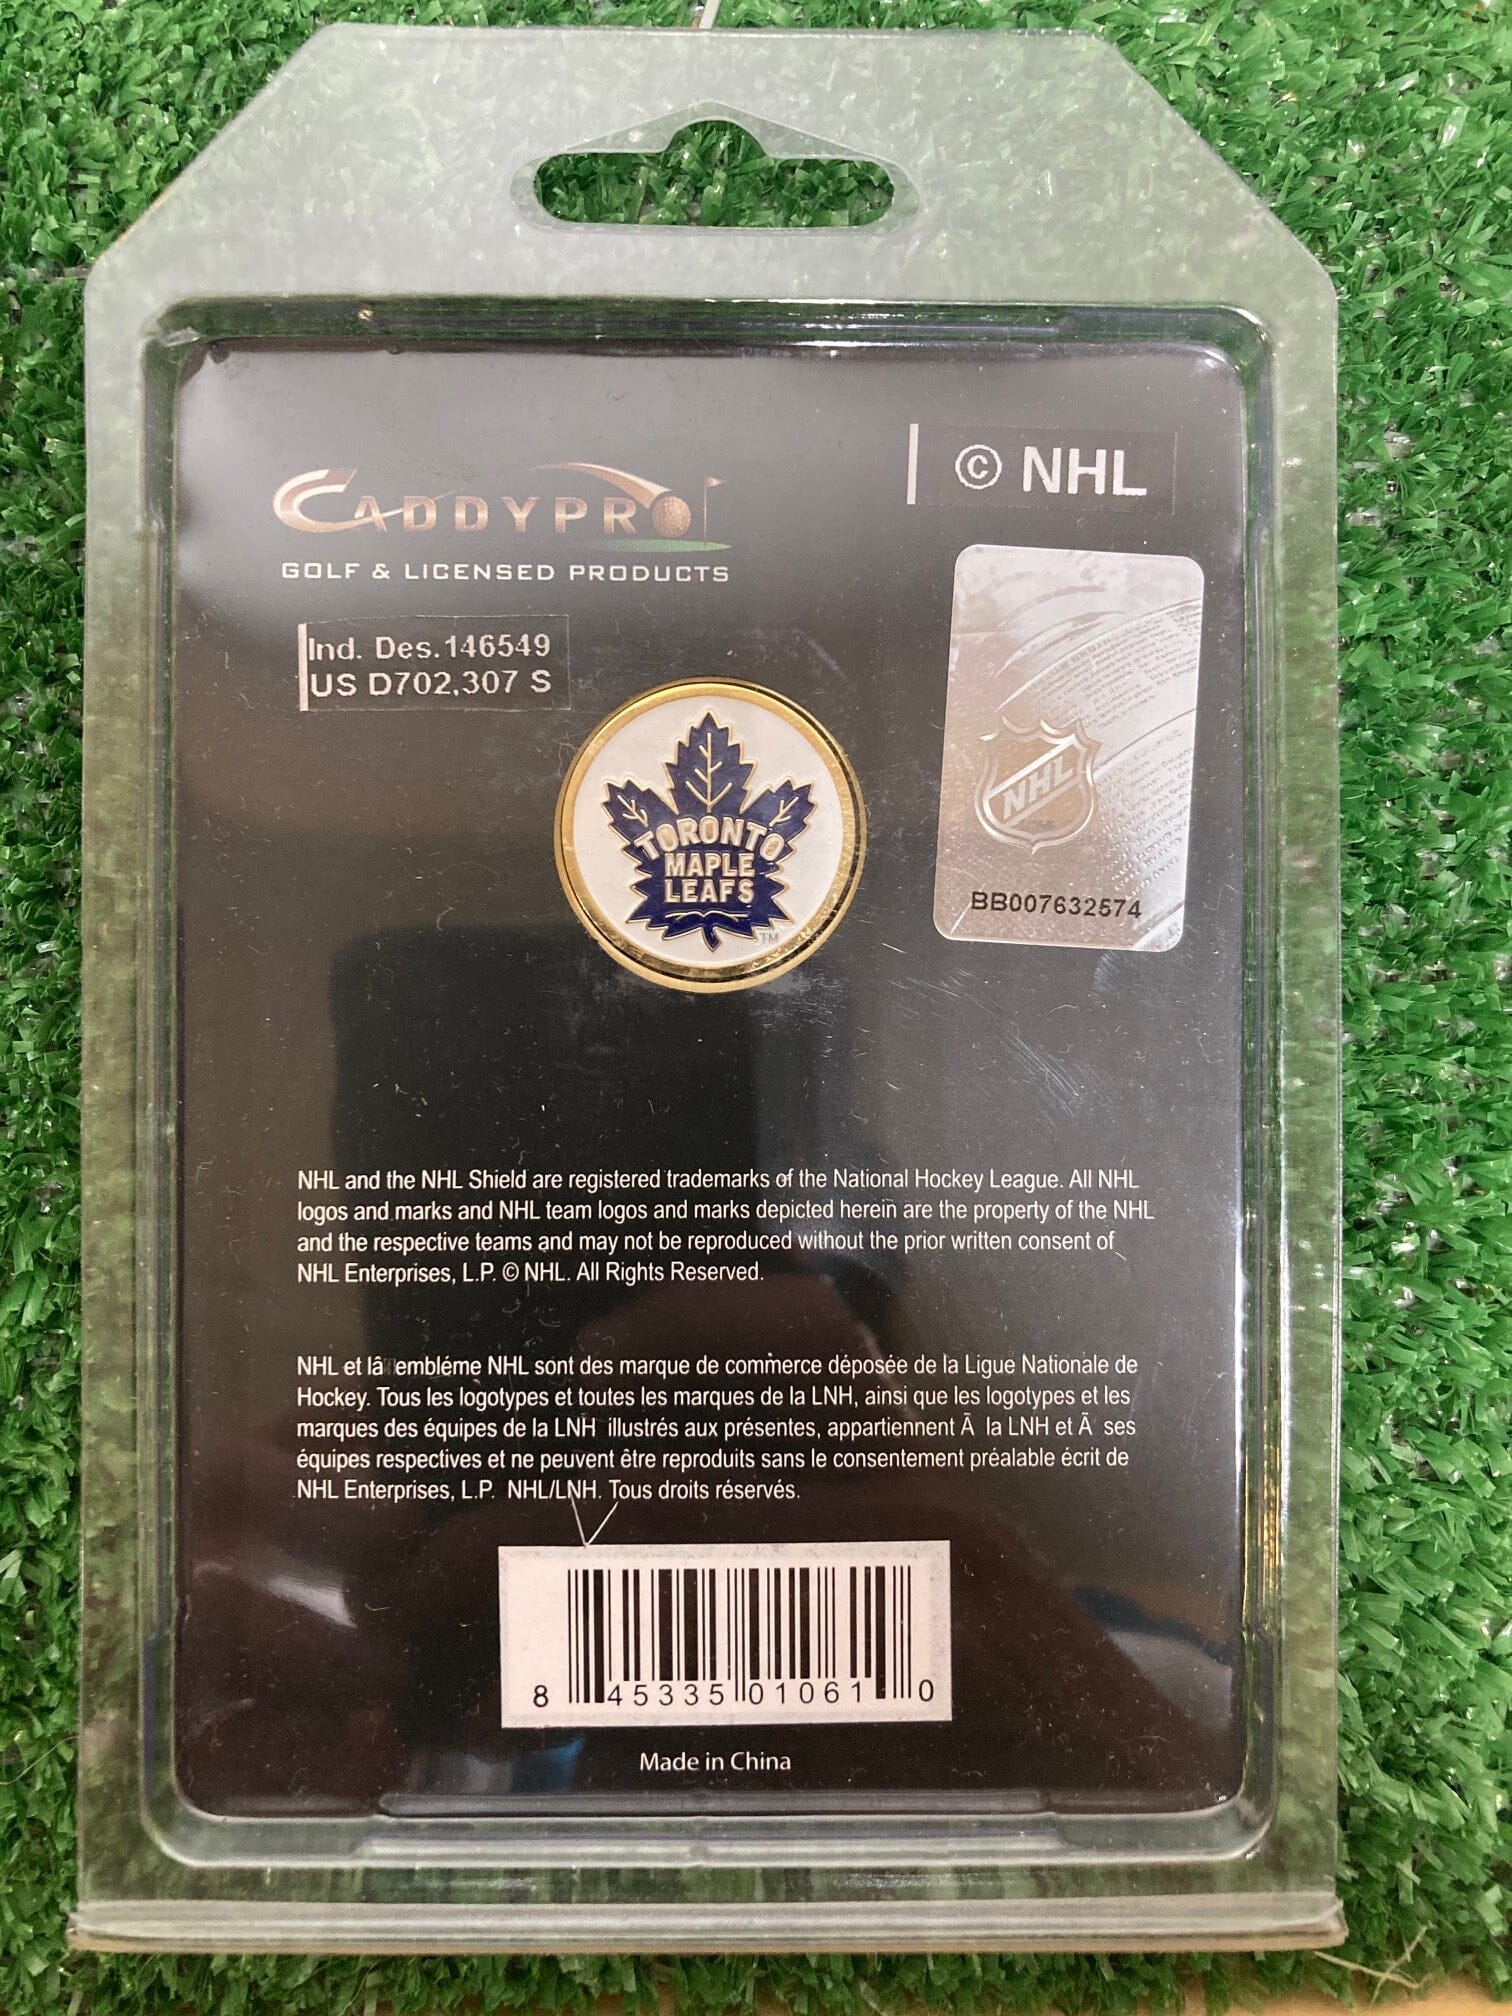 CADDYPRO
GOLF & LICENSED PRODUCTS
© NHL
Ind. Des.146549
US D702,307 S
TORONTO
MAPLE
LEAFS
TM
NHL
BB007632574
NHL and the NHL Shield are registered trademarks of the National Hockey League. All NHL
logos and marks and NHL team logos and marks depicted herein are the property of the NHL
and the respective teams and may not be reproduced without the prior written consent of
NHL Enterprises, L.P. © NHL. All Rights Reserved.
NHL et lâ embléme NHL sont des marque de commerce déposée de la Ligue Nationale de
Hockey. Tous les logotypes et toutes les marques de la LNH, ainsi que les logotypes et les
marques des équipes de la LNH illustrés aux présentes, appartiennent Ã la LNH et Ã ses
équipes respectives et ne peuvent être reproduits sans le consentement préalable écrit de
NHL Enterprises, L.P. NHL/LNH. Tous droits réservés.
8 45335 01061 0
Made in China